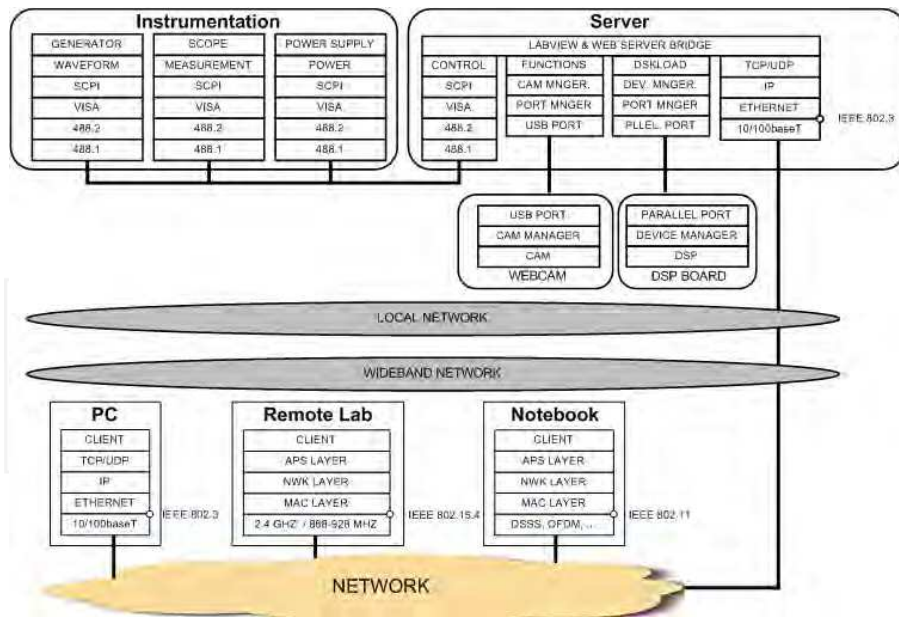 Instrumentation
GENERATOR
WAVEFORM
SCPI
VISA
488.2
488.1
SCOPE
MEASUREMENT
SCPI
VISA
488.2
488.1
POWER SUPPLY
POWER
SCPI
VISA
488.2
488.1
Server
LABVIEW & WEB SERVER BRIDGE
CONTROL
SCPI
VISA
488.2
488.1
FUNCTIONS
CAM MNGER.
PORT MNGER
USB PORT
DSKLOAD
DEV. MNGER.
PORT MNGER
PLLEL. PORT
TCP/UDP
IP
ETHERNET
10/100baseT
IEEE 802.3
USB PORT
CAM MANAGER
CAM
WEBCAM
PARALLEL PORT
DEVICE MANAGER
DSP
DSP BOARD
LOCAL NETWORK
WIDEBAND NETWORK
PC
CLIENT
TCP/UDP
IP
ETHERNET
10/100baseT
IEEE 802.3
Remote Lab
CLIENT
APS LAYER
NWK LAYER
MAC LAYER
2.4 GHZ / 868-928 MHZ
IEEE 802.15.4
Notebook
CLIENT
APS LAYER
NWK LAYER
MAC LAYER
DSSS, OFDM, ...
IEEE 802.11
NETWORK